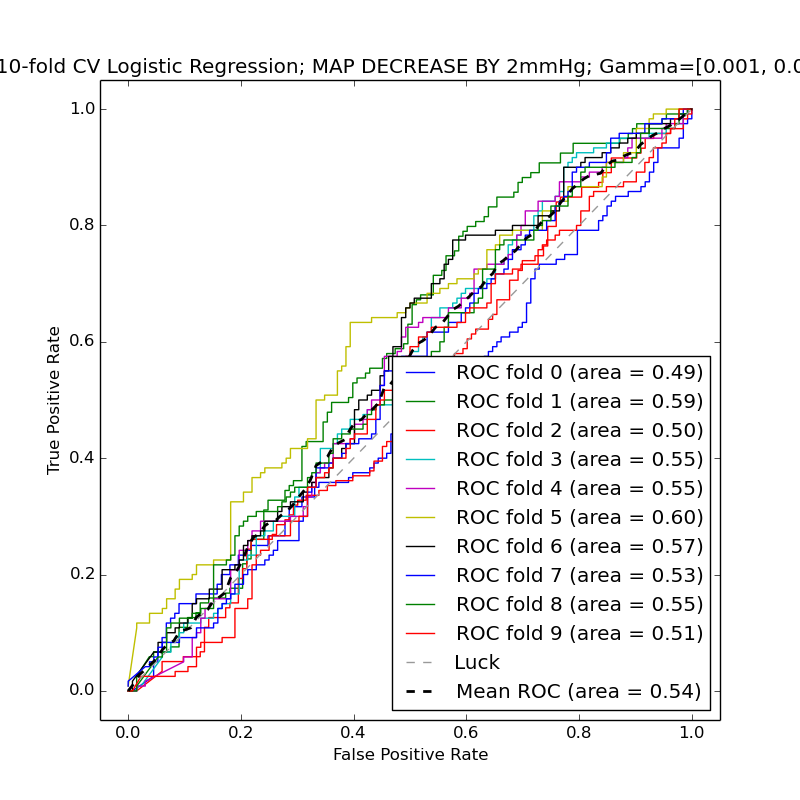 10-fold CV Logistic Regression; MAP DECREASE BY 2mmHg; Gamma=[0.001, 0.0
1.0
0.8
0.6
0.4
0.2
0.0
True Positive Rate
ROC fold 0 (area = 0.49)
ROC fold 1 (area = 0.59)
ROC fold 2 (area = 0.50)
ROC fold 3 (area = 0.55)
ROC fold 4 (area = 0.55)
ROC fold 5 (area = 0.60)
ROC fold 6 (area = 0.57)
ROC fold 7 (area = 0.53)
ROC fold 8 (area = 0.55)
ROC fold 9 (area = 0.51)
Luck
Mean ROC (area = 0.54)
0.0 0.2 0.4 0.6 0.8 1.0
False Positive Rate